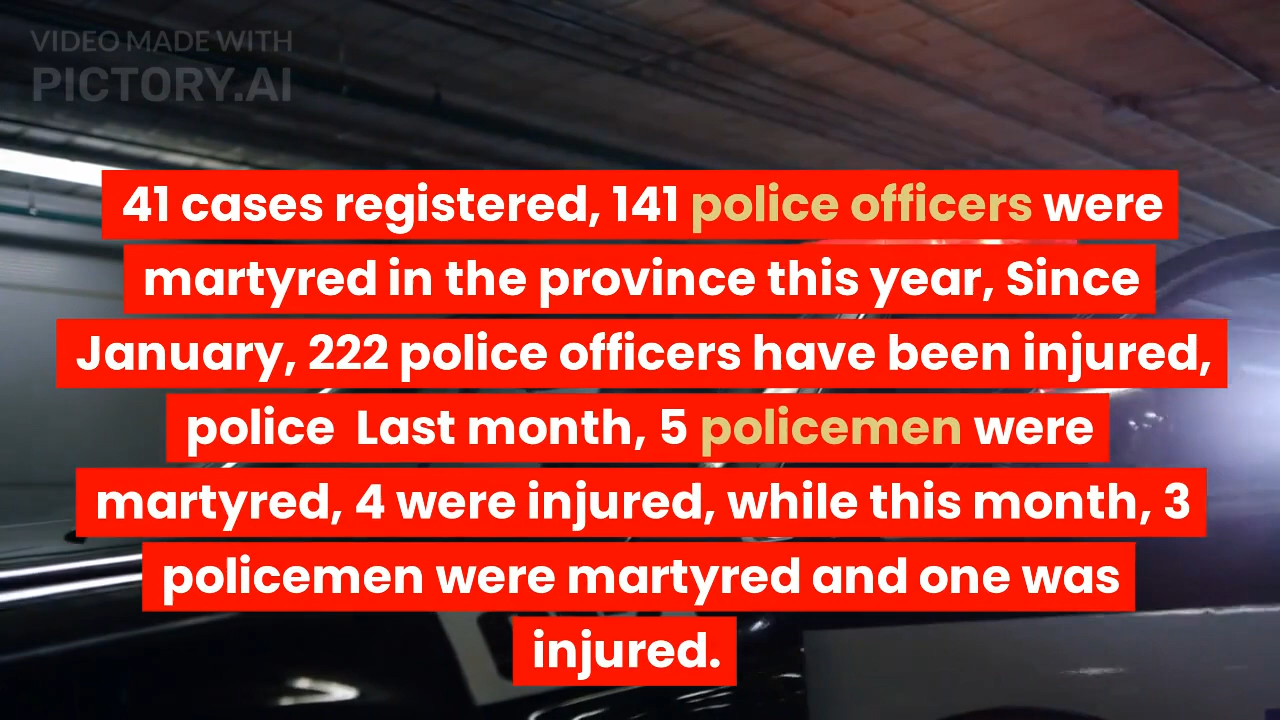 VIDEO MADE WITH
PICTORY.AI
41 cases registered, 141 police officers were
martyred in the province this year, Since
January, 222 police officers have been injured,
police  Last month, 5 policemen were
martyred, 4 were injured, while this month, 3
policemen were martyred and one was
injured.